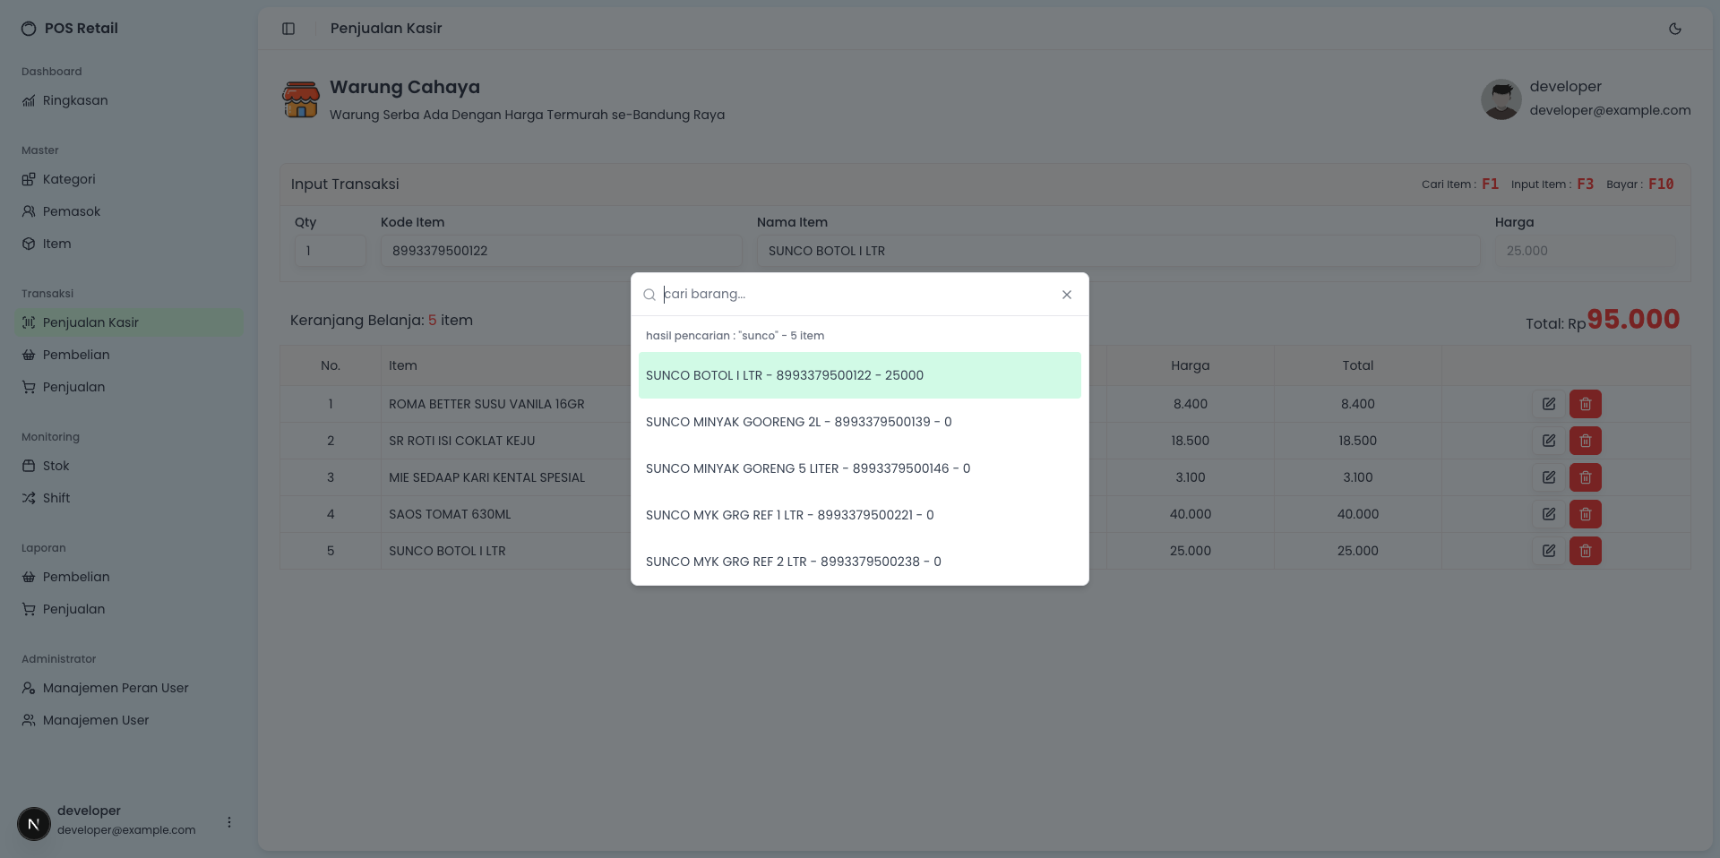 POS Retail
Dashboard
Ringkasan
Master
Kategori
Pemasok
Item
Transaksi
Penjualan Kasir
Pembelian
Penjualan
Monitoring
Stok
Shift
Laporan
Pembelian
Penjualan
Administrator
Manajemen Peran User
Manajemen User
N
developer
developer@example.com
Penjualan Kasir
Warung Cahaya
Warung Serba Ada Dengan Harga Termurah se-Bandung Raya
developer
developer@example.com
Input Transaksi
Cari Item : F1 Input Item : F3 Bayar : F10
Qty Kode Item Nama Item Harga
1 8993379500122 SUNCO BOTOL I LTR 25.000
Keranjang Belanja: 5 item
Total: Rp95.000
No. Item Harga Total
1 ROMA BETTER SUSU VANILA 16GR 8.400 8.400
2 SR ROTI ISI COKLAT KEJU 18.500 18.500
3 MIE SEDAAP KARI KENTAL SPESIAL 3.100 3.100
4 SAOS TOMAT 630ML 40.000 40.000
5 SUNCO BOTOL I LTR 25.000 25.000
cari barang...
hasil pencarian : "sunco" - 5 item
SUNCO BOTOL I LTR - 8993379500122 - 25000
SUNCO MINYAK GOORENG 2L - 8993379500139 - 0
SUNCO MINYAK GORENG 5 LITER - 8993379500146 - 0
SUNCO MYK GRG REF 1 LTR - 8993379500221 - 0
SUNCO MYK GRG REF 2 LTR - 8993379500238 - 0